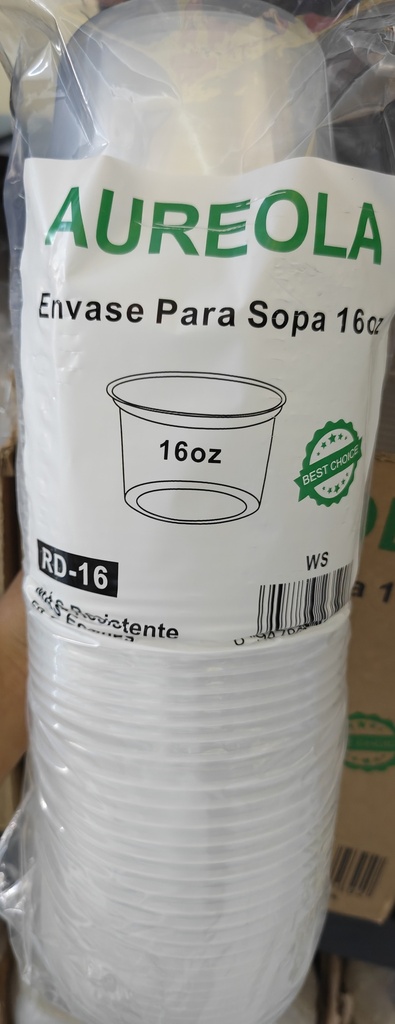 AUREOLA
Envase Para Sopa 16oz
16oz
BEST CHOICE
RD-16
WS